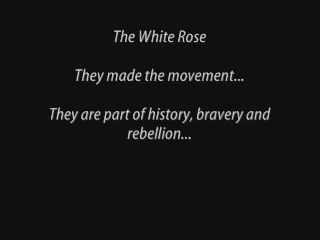 The White Rose
They made the movement...
They are part of history, bravery and
rebellion...